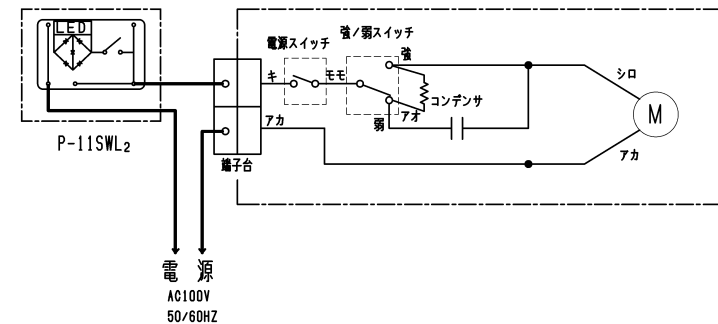 LED
P-11SWL2
電源スイッチ
強/弱スイッチ
強
キ
モモ
シロ
コンデンサ
アオ
弱
アカ
M
アカ
端子台
電源
AC100V
50/60HZ